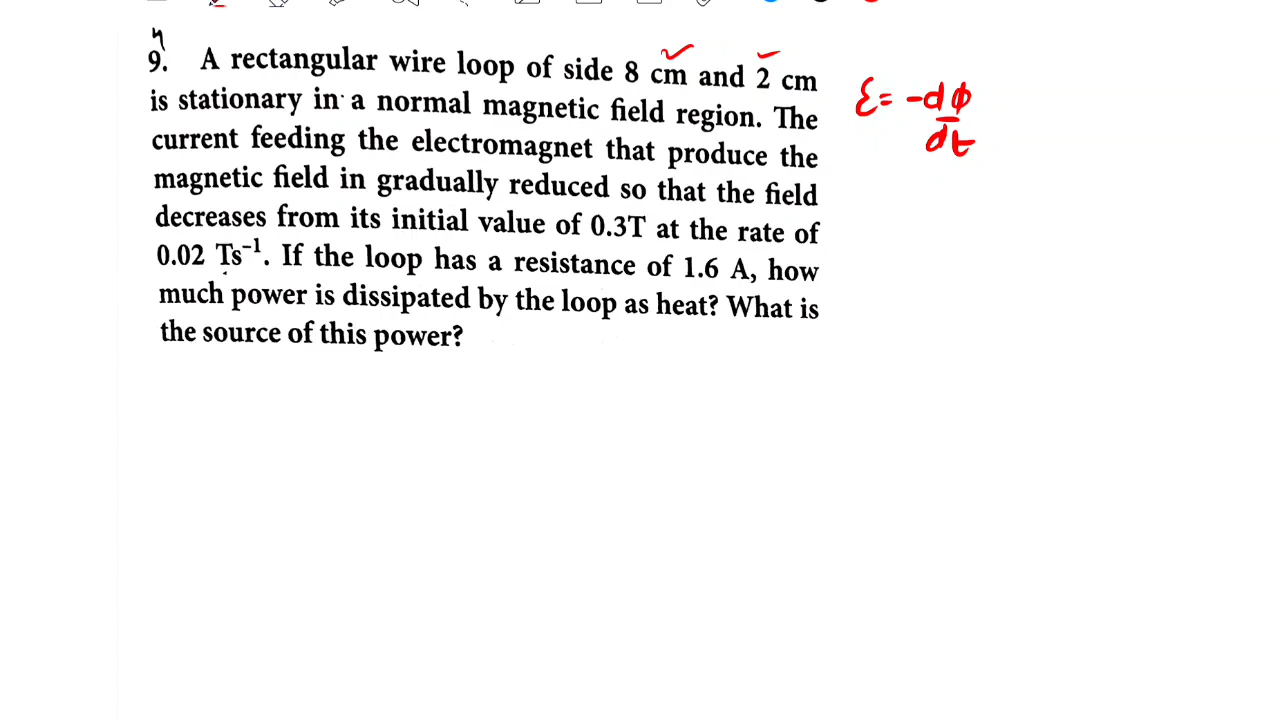 9. A rectangular wire loop of side 8 cm and 2 cm
is stationary in a normal magnetic field region. The
current feeding the electromagnet that produce the
magnetic field in gradually reduced so that the field
decreases from its initial value of 0.3T at the rate of
0.02 Ts⁻¹. If the loop has a resistance of 1.6 A, how
much power is dissipated by the loop as heat? What is
the source of this power?
ε = -dϕ
dt